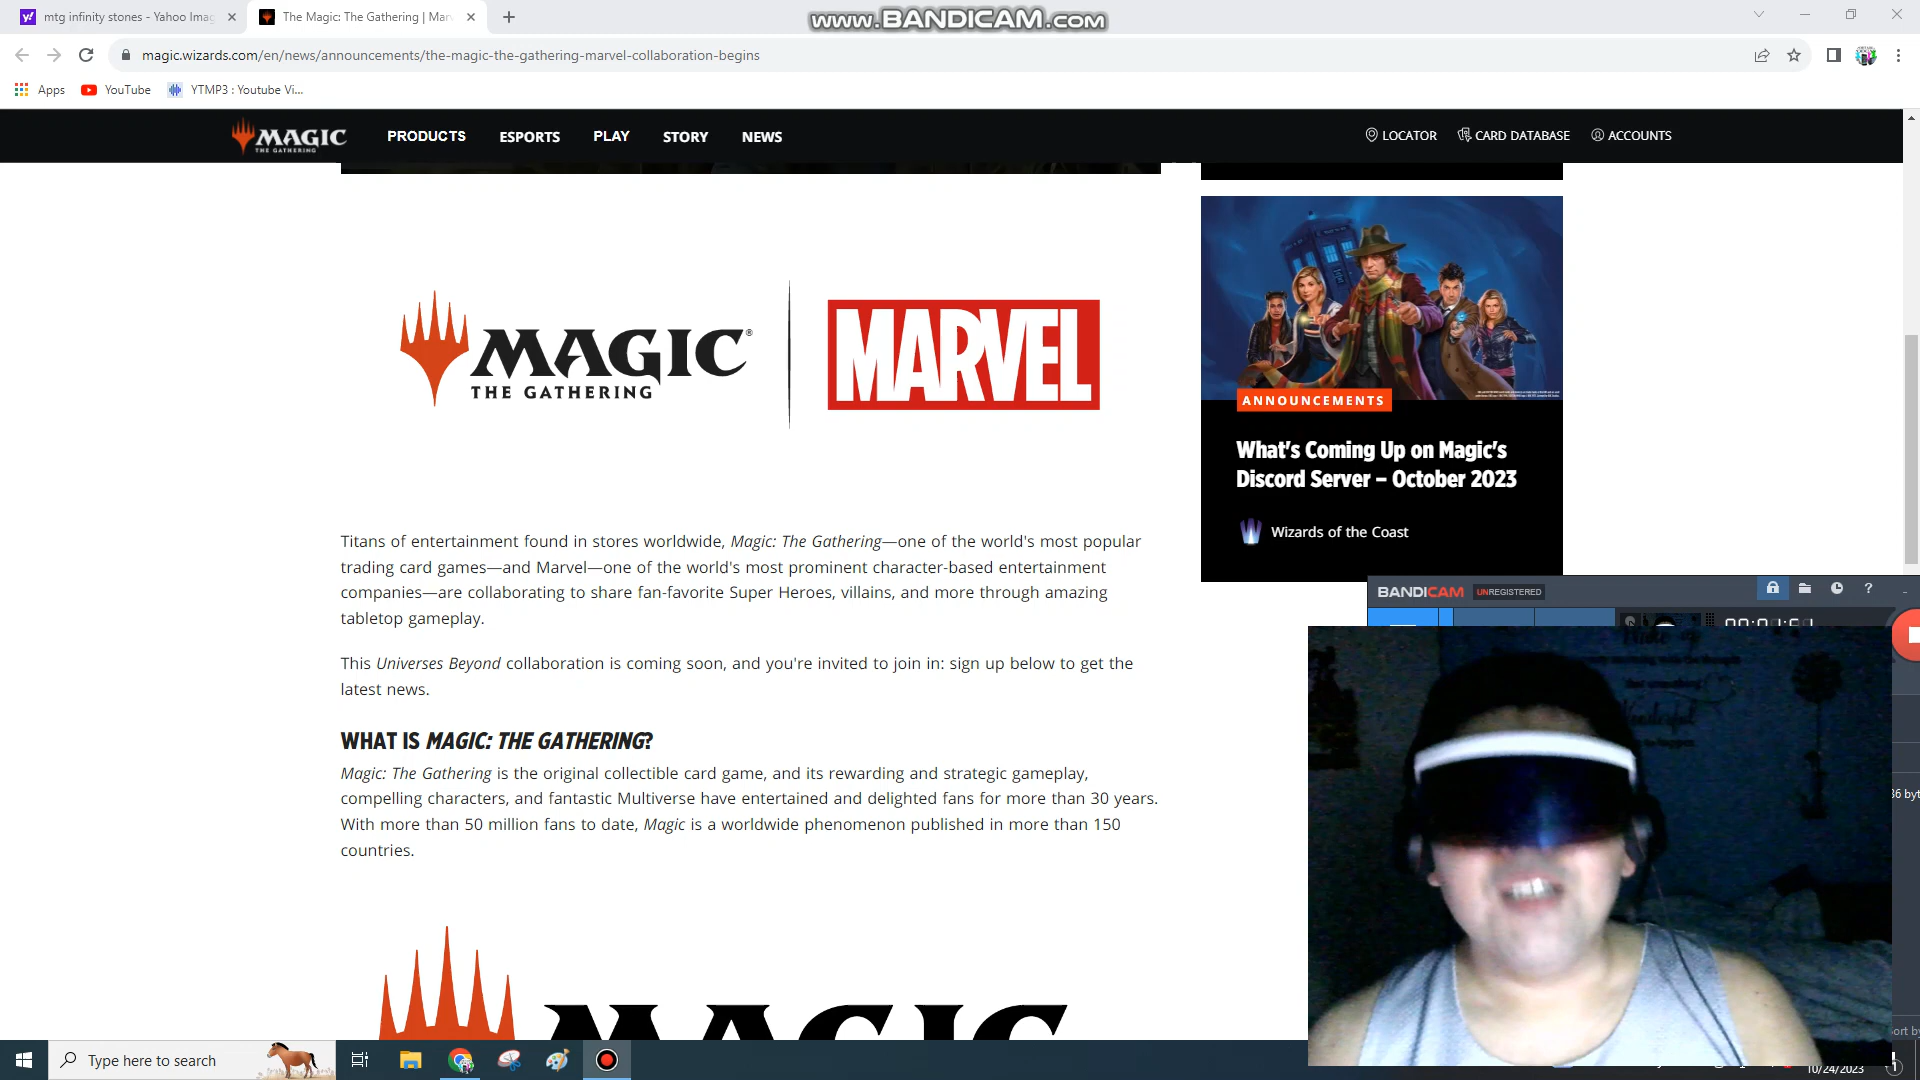 mtg infinity stones - Yahoo Imag
The Magic: The Gathering | Marv
www.BANDICAM.com
magic.wizards.com/en/news/announcements/the-magic-the-gathering-marvel-collaboration-begins
Apps
YouTube
YTMP3 : Youtube Vi...
MAGIC
THE GATHERING
PRODUCTS
ESPORTS
PLAY
STORY
NEWS
LOCATOR
CARD DATABASE
ACCOUNTS
MAGIC®
THE GATHERING
MARVEL
ANNOUNCEMENTS
What's Coming Up on Magic's
Discord Server – October 2023
Wizards of the Coast
Titans of entertainment found in stores worldwide, Magic: The Gathering—one of the world's most popular
trading card games—and Marvel—one of the world's most prominent character-based entertainment
companies—are collaborating to share fan-favorite Super Heroes, villains, and more through amazing
tabletop gameplay.
This Universes Beyond collaboration is coming soon, and you're invited to join in: sign up below to get the
latest news.
WHAT IS MAGIC: THE GATHERING?
Magic: The Gathering is the original collectible card game, and its rewarding and strategic gameplay,
compelling characters, and fantastic Multiverse have entertained and delighted fans for more than 30 years.
With more than 50 million fans to date, Magic is a worldwide phenomenon published in more than 150
countries.
MAGIC
BANDICAM
UNREGISTERED
36 byt
Type here to search
10/24/2023
1